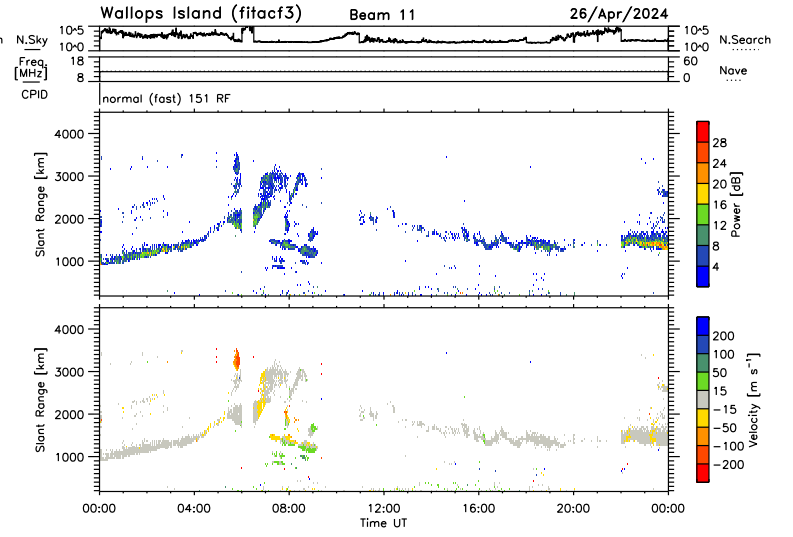 Wallops Island (fitacf3)
Beam 11
26/Apr/2024
N.Sky
10^5
10^0
10^5
10^0
N.Search
Freq.
[MHz]
18
8
60
0
Nave
CPID
normal (fast) 151 RF
Slant Range [km]
4000
3000
2000
1000
28
24
20
16
12
8
4
Power [dB]
Slant Range [km]
4000
3000
2000
1000
200
100
50
15
-15
-50
-100
-200
Velocity [m s⁻¹]
00:00
04:00
08:00
12:00
16:00
20:00
00:00
Time UT